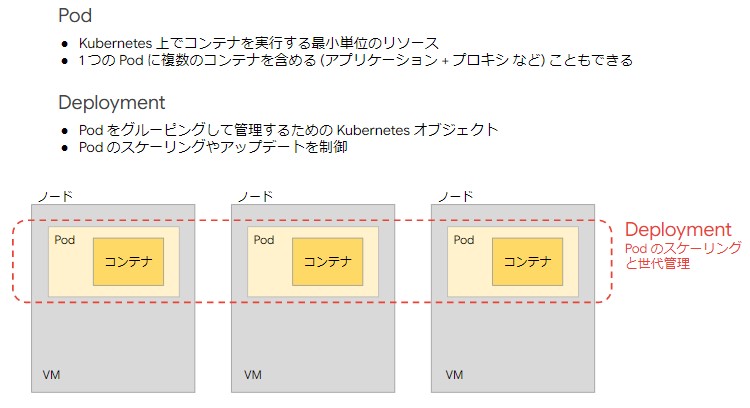 Pod
● Kubernetes 上でコンテナを実行する最小単位のリソース
● 1 つの Pod に複数のコンテナを含める (アプリケーション + プロキシ など) こともできる
Deployment
● Pod をグルーピングして管理するための Kubernetes オブジェクト
● Pod のスケーリングやアップデートを制御
ノード
ノード
ノード
Pod
コンテナ
Pod
コンテナ
Pod
コンテナ
Deployment
Pod のスケーリング
と世代管理
VM
VM
VM